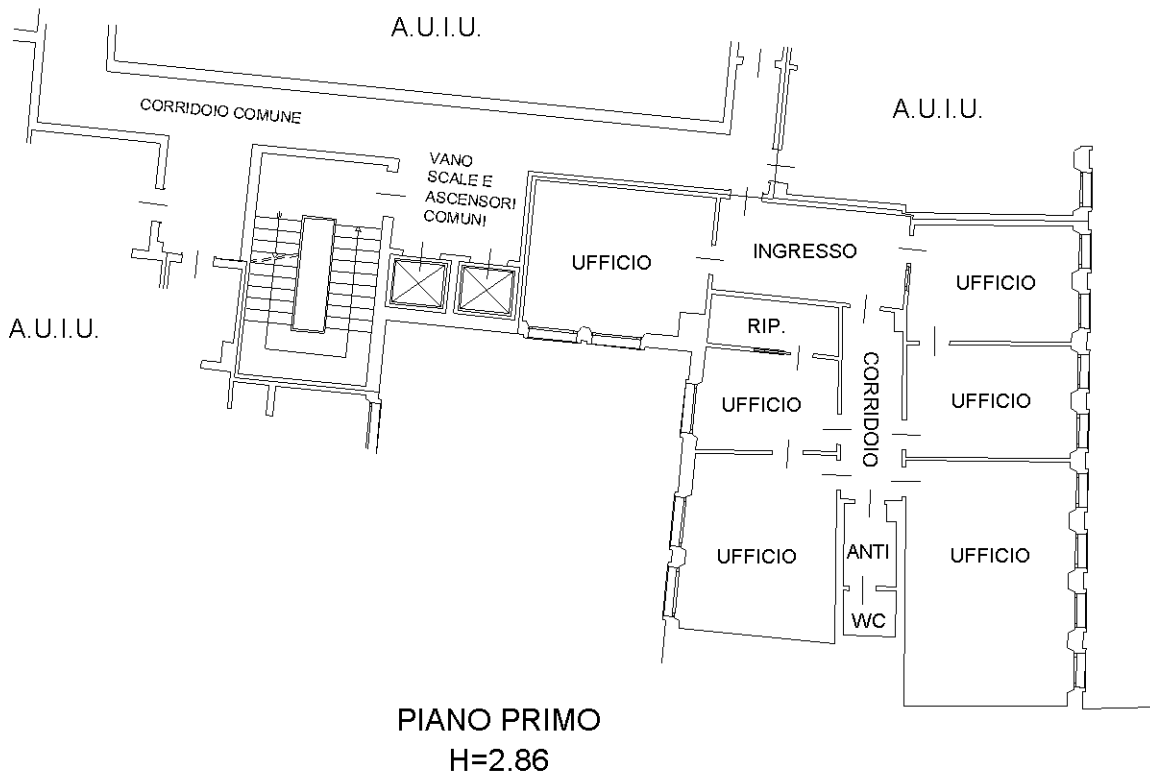 A.U.I.U.
A.U.I.U.
CORRIDOIO COMUNE
VANO
SCALE E
ASCENSORI
COMUNI
UFFICIO
INGRESSO
UFFICIO
A.U.I.U.
RIP.
CORRIDOIO
UFFICIO
UFFICIO
UFFICIO
ANTI
UFFICIO
WC
PIANO PRIMO
H=2.86